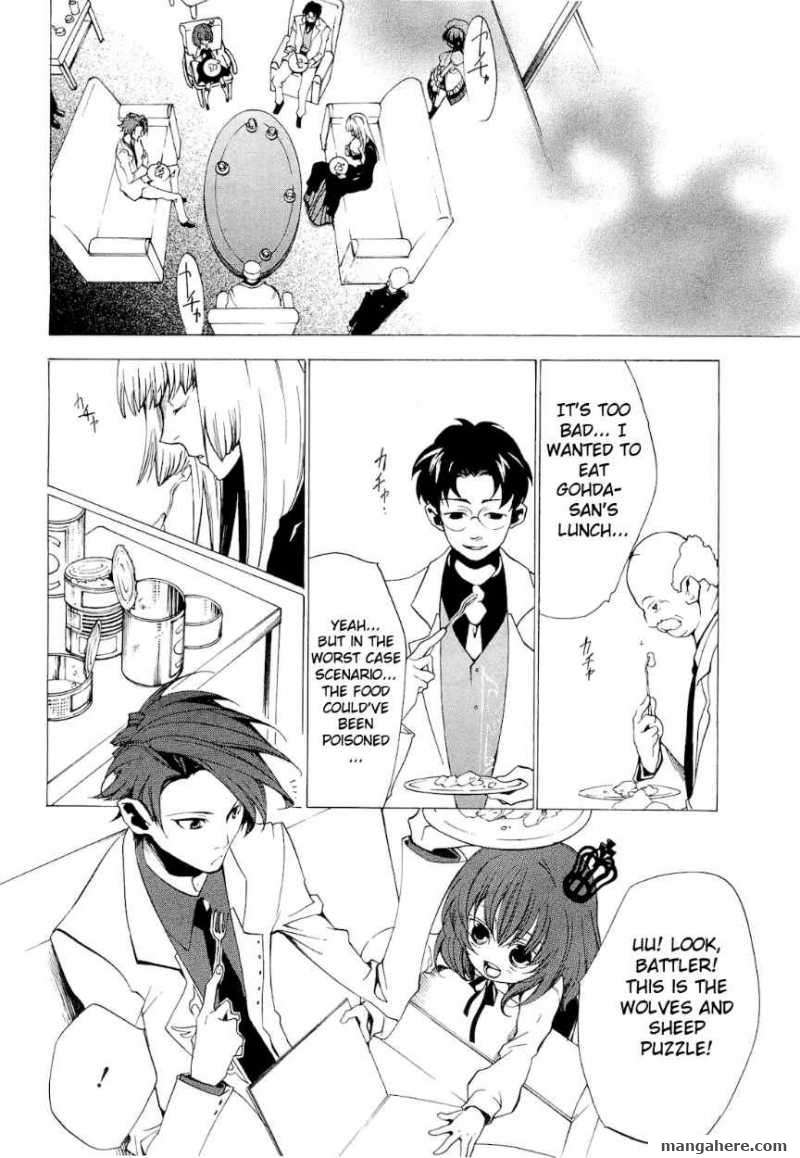 カチャ
カチャ
IT'S TOO
BAD... I
WANTED TO
EAT
GOHDA-
SAN'S
LUNCH...
カチャ
カチャ
YEAH...
BUT IN THE
WORST CASE
SCENARIO...
THE FOOD
COULD'VE
BEEN
POISONED
...
カチャ
UU! LOOK,
BATTLER!
THIS IS THE
WOLVES AND
SHEEP
PUZZLE!
!
mangahere.com